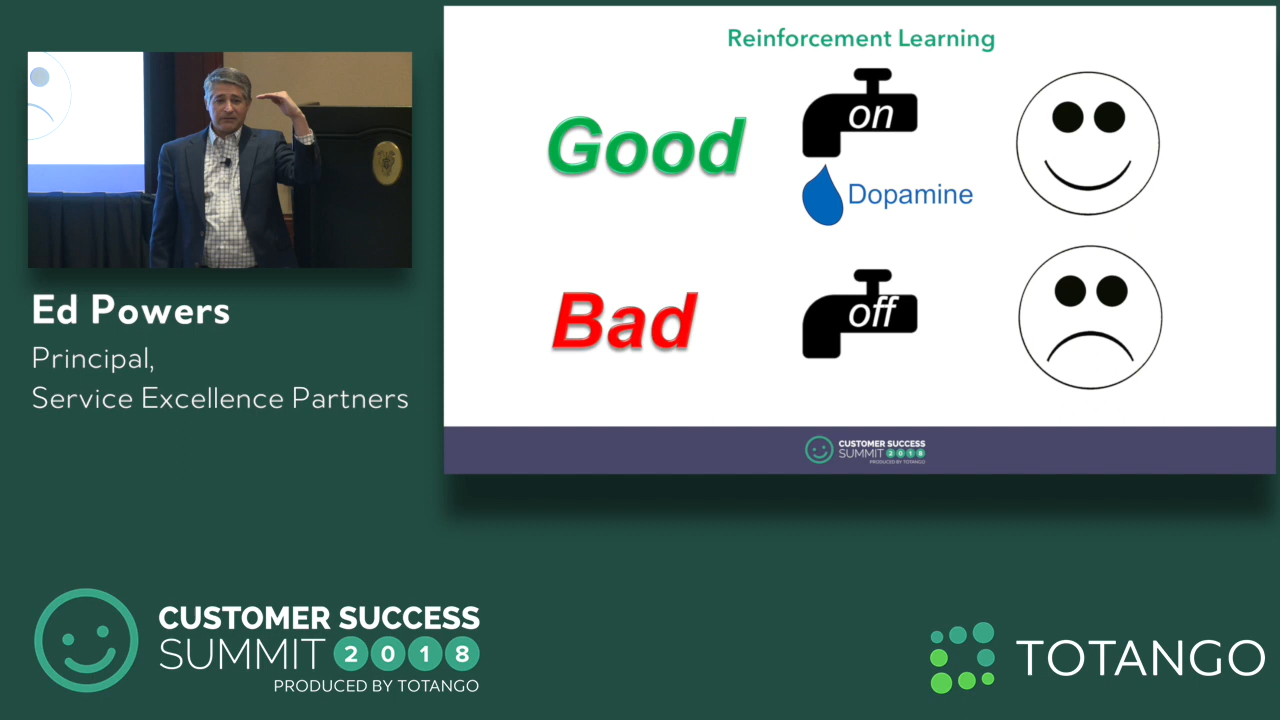 Reinforcement Learning
Good
on
Dopamine
Bad
off
CUSTOMER SUCCESS
SUMMIT 2018
PRODUCED BY TOTANGO
Ed Powers
Principal,
Service Excellence Partners
CUSTOMER SUCCESS
SUMMIT 2018
PRODUCED BY TOTANGO
TOTANGO